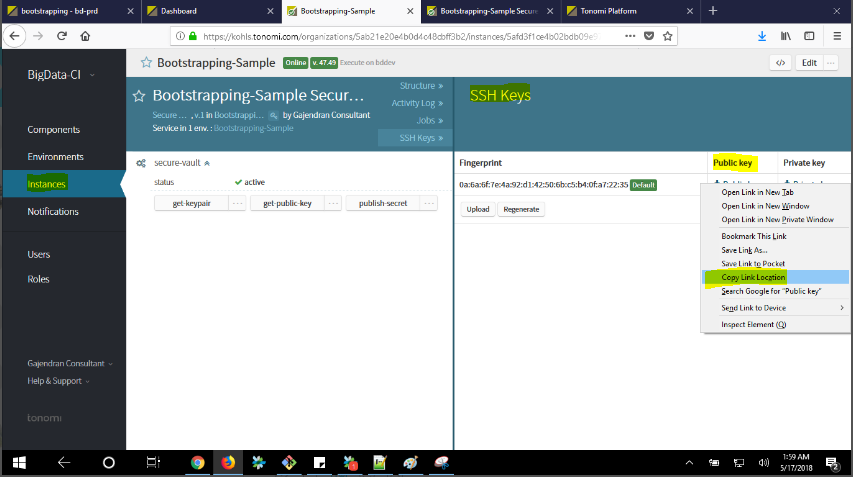 bootstrapping - bd-prd
Dashboard
Bootstrapping-Sample
Bootstrapping-Sample Secure
Tonomi Platform
https://kohls.tonomi.com/organizations/5ab21e20e4b0d4c48cbff3b2/instances/5afd3f1ce4b02bdb09e9
BigData-CI
Bootstrapping-Sample
Online
v. 47.49
Execute on bddev
</>
Edit
Components
Environments
Instances
Notifications
Users
Roles
Gajendran Consultant
Help & Support
tonomi
Bootstrapping-Sample Secur...
Secure ... , v.1 in Bootstrappi...
by Gajendran Consultant
Service in 1 env. : Bootstrapping-Sample
Structure »
Activity Log »
Jobs »
SSH Keys »
secure-vault
status
active
get-keypair
get-public-key
publish-secret
SSH Keys
Fingerprint
Public key
Private key
0a:6a:6f:7e:4a:92:d1:42:50:6b:c5:b4:0f:a7:22:35
Default
Upload
Regenerate
Open Link in New Tab
Open Link in New Window
Open Link in New Private Window
Bookmark This Link
Save Link As...
Save Link to Pocket
Copy Link Location
Search Google for "Public key"
Send Link to Device
Inspect Element (Q)
1:59 AM
5/17/2018
2